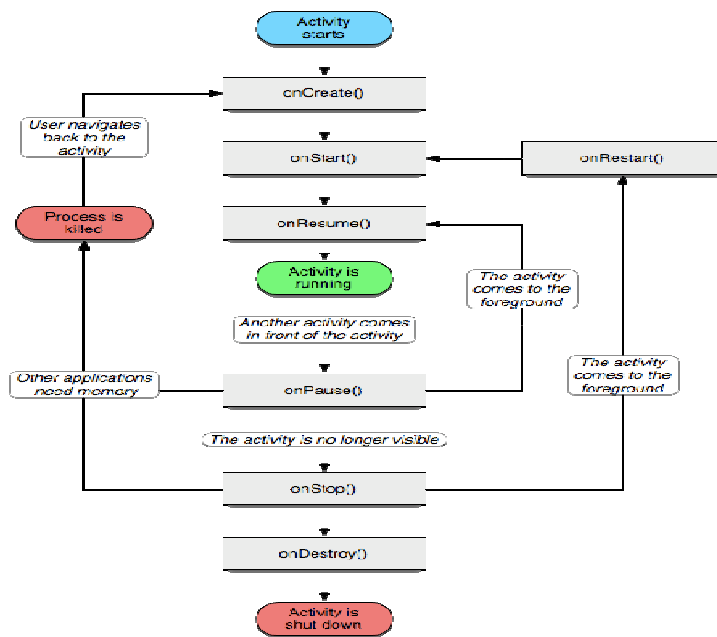 Activity
starts
onCreate()
User navigates
back to the
activity
onStart()
onRestart()
Process is
killed
onResume()
Activity is
running
The activity
comes to the
foreground
Another activity comes
in front of the activity
The activity
comes to the
foreground
Other applications
need memory
onPause()
The activity is no longer visible
onStop()
onDestroy()
Activity is
shut down